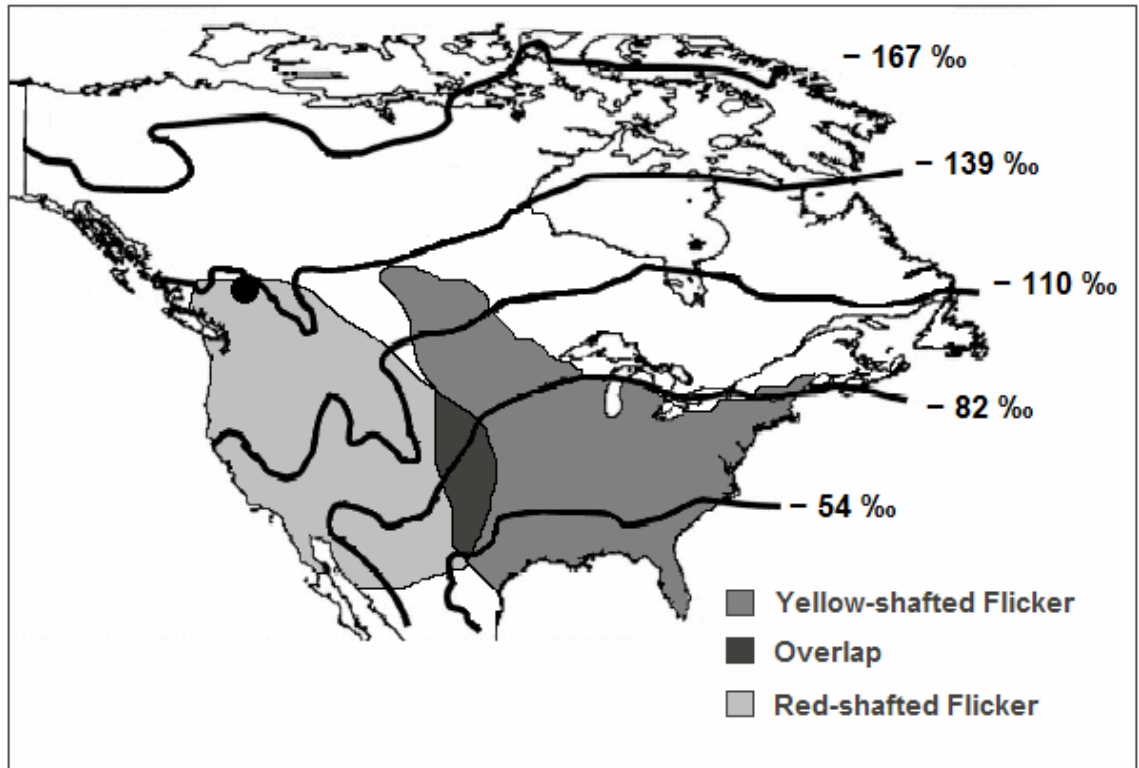 − 167 ‰
− 139 ‰
− 110 ‰
− 82 ‰
− 54 ‰
Yellow-shafted Flicker
Overlap
Red-shafted Flicker